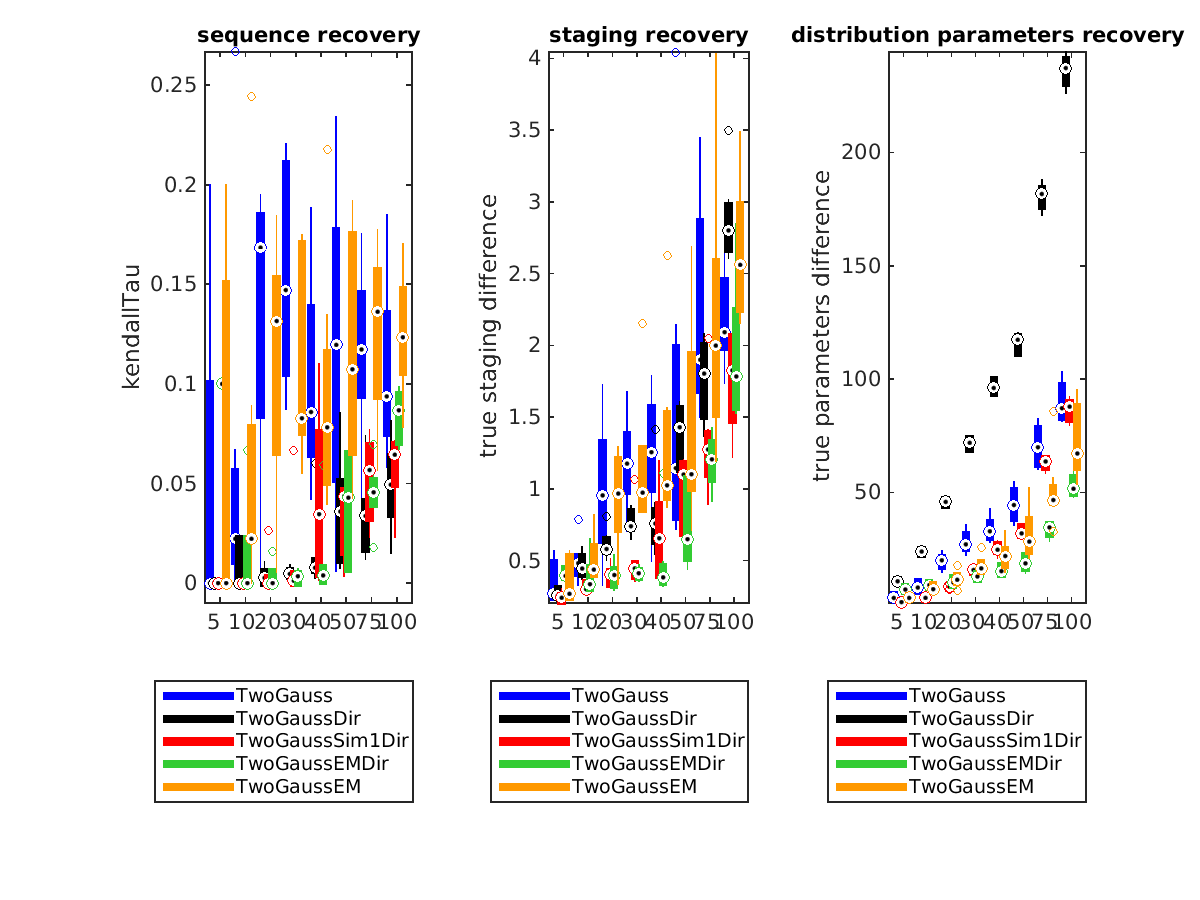 sequence recovery
kendallTau
0.25
0.2
0.15
0.1
0.05
0
5 10 20 30 40 50 75 100
TwoGauss
TwoGaussDir
TwoGaussSim1Dir
TwoGaussEMDir
TwoGaussEM
staging recovery
true staging difference
4
3.5
3
2.5
2
1.5
1
0.5
5 10 20 30 40 50 75 100
TwoGauss
TwoGaussDir
TwoGaussSim1Dir
TwoGaussEMDir
TwoGaussEM
distribution parameters recovery
true parameters difference
200
150
100
50
5 10 20 30 40 50 75 100
TwoGauss
TwoGaussDir
TwoGaussSim1Dir
TwoGaussEMDir
TwoGaussEM